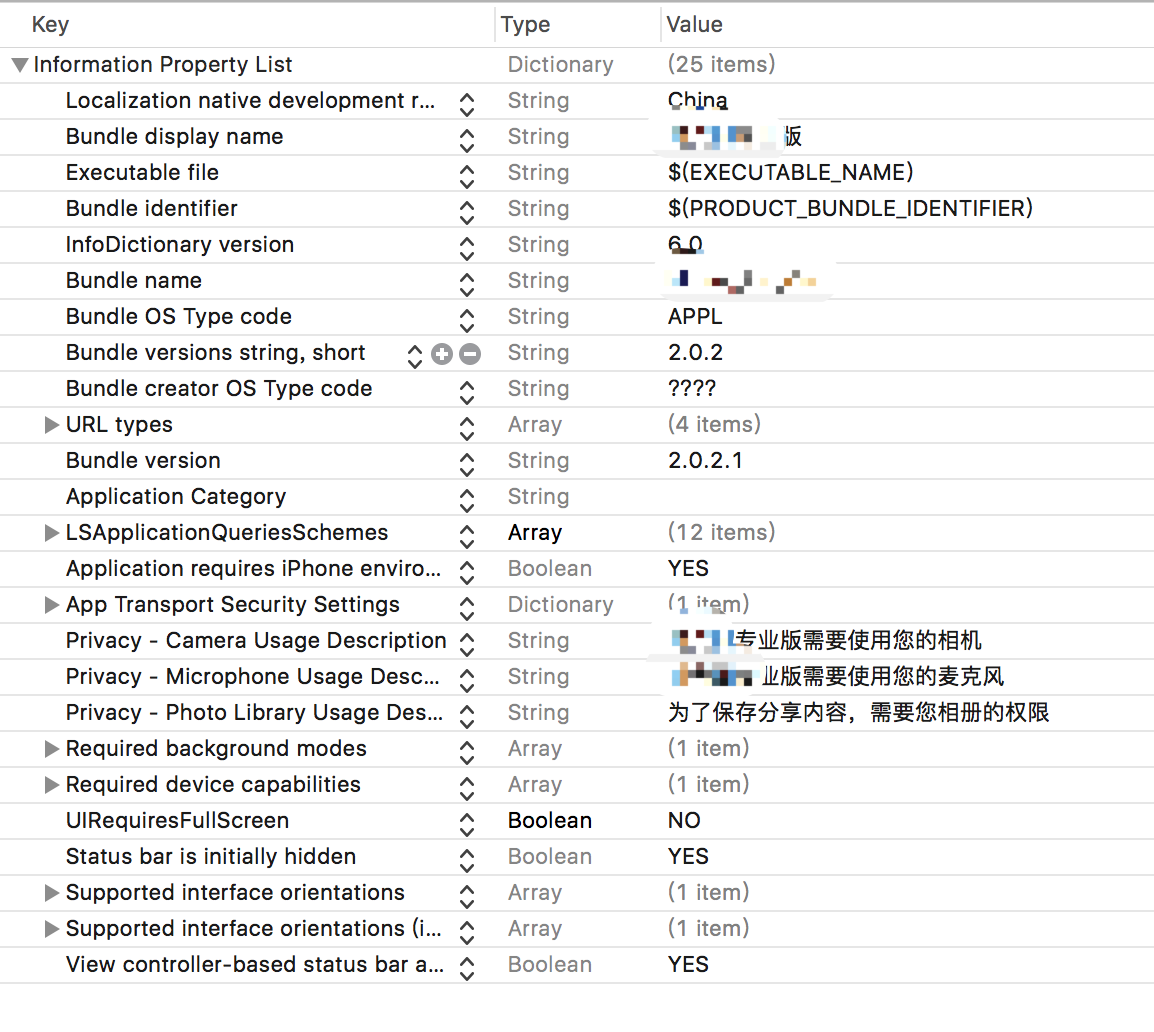 Key Type Value
Information Property List Dictionary (25 items)
Localization native development r... String China
Bundle display name String 版
Executable file String $(EXECUTABLE_NAME)
Bundle identifier String $(PRODUCT_BUNDLE_IDENTIFIER)
InfoDictionary version String 6.0
Bundle name String
Bundle OS Type code String APPL
Bundle versions string, short String 2.0.2
Bundle creator OS Type code String ????
URL types Array (4 items)
Bundle version String 2.0.2.1
Application Category String
LSApplicationQueriesSchemes Array (12 items)
Application requires iPhone enviro... Boolean YES
App Transport Security Settings Dictionary (1 item)
Privacy - Camera Usage Description String 专业版需要使用您的相机
Privacy - Microphone Usage Desc... String 业版需要使用您的麦克风
Privacy - Photo Library Usage Des... String 为了保存分享内容，需要您相册的权限
Required background modes Array (1 item)
Required device capabilities Array (1 item)
UIRequiresFullScreen Boolean NO
Status bar is initially hidden Boolean YES
Supported interface orientations Array (1 item)
Supported interface orientations (i... Array (1 item)
View controller-based status bar a... Boolean YES